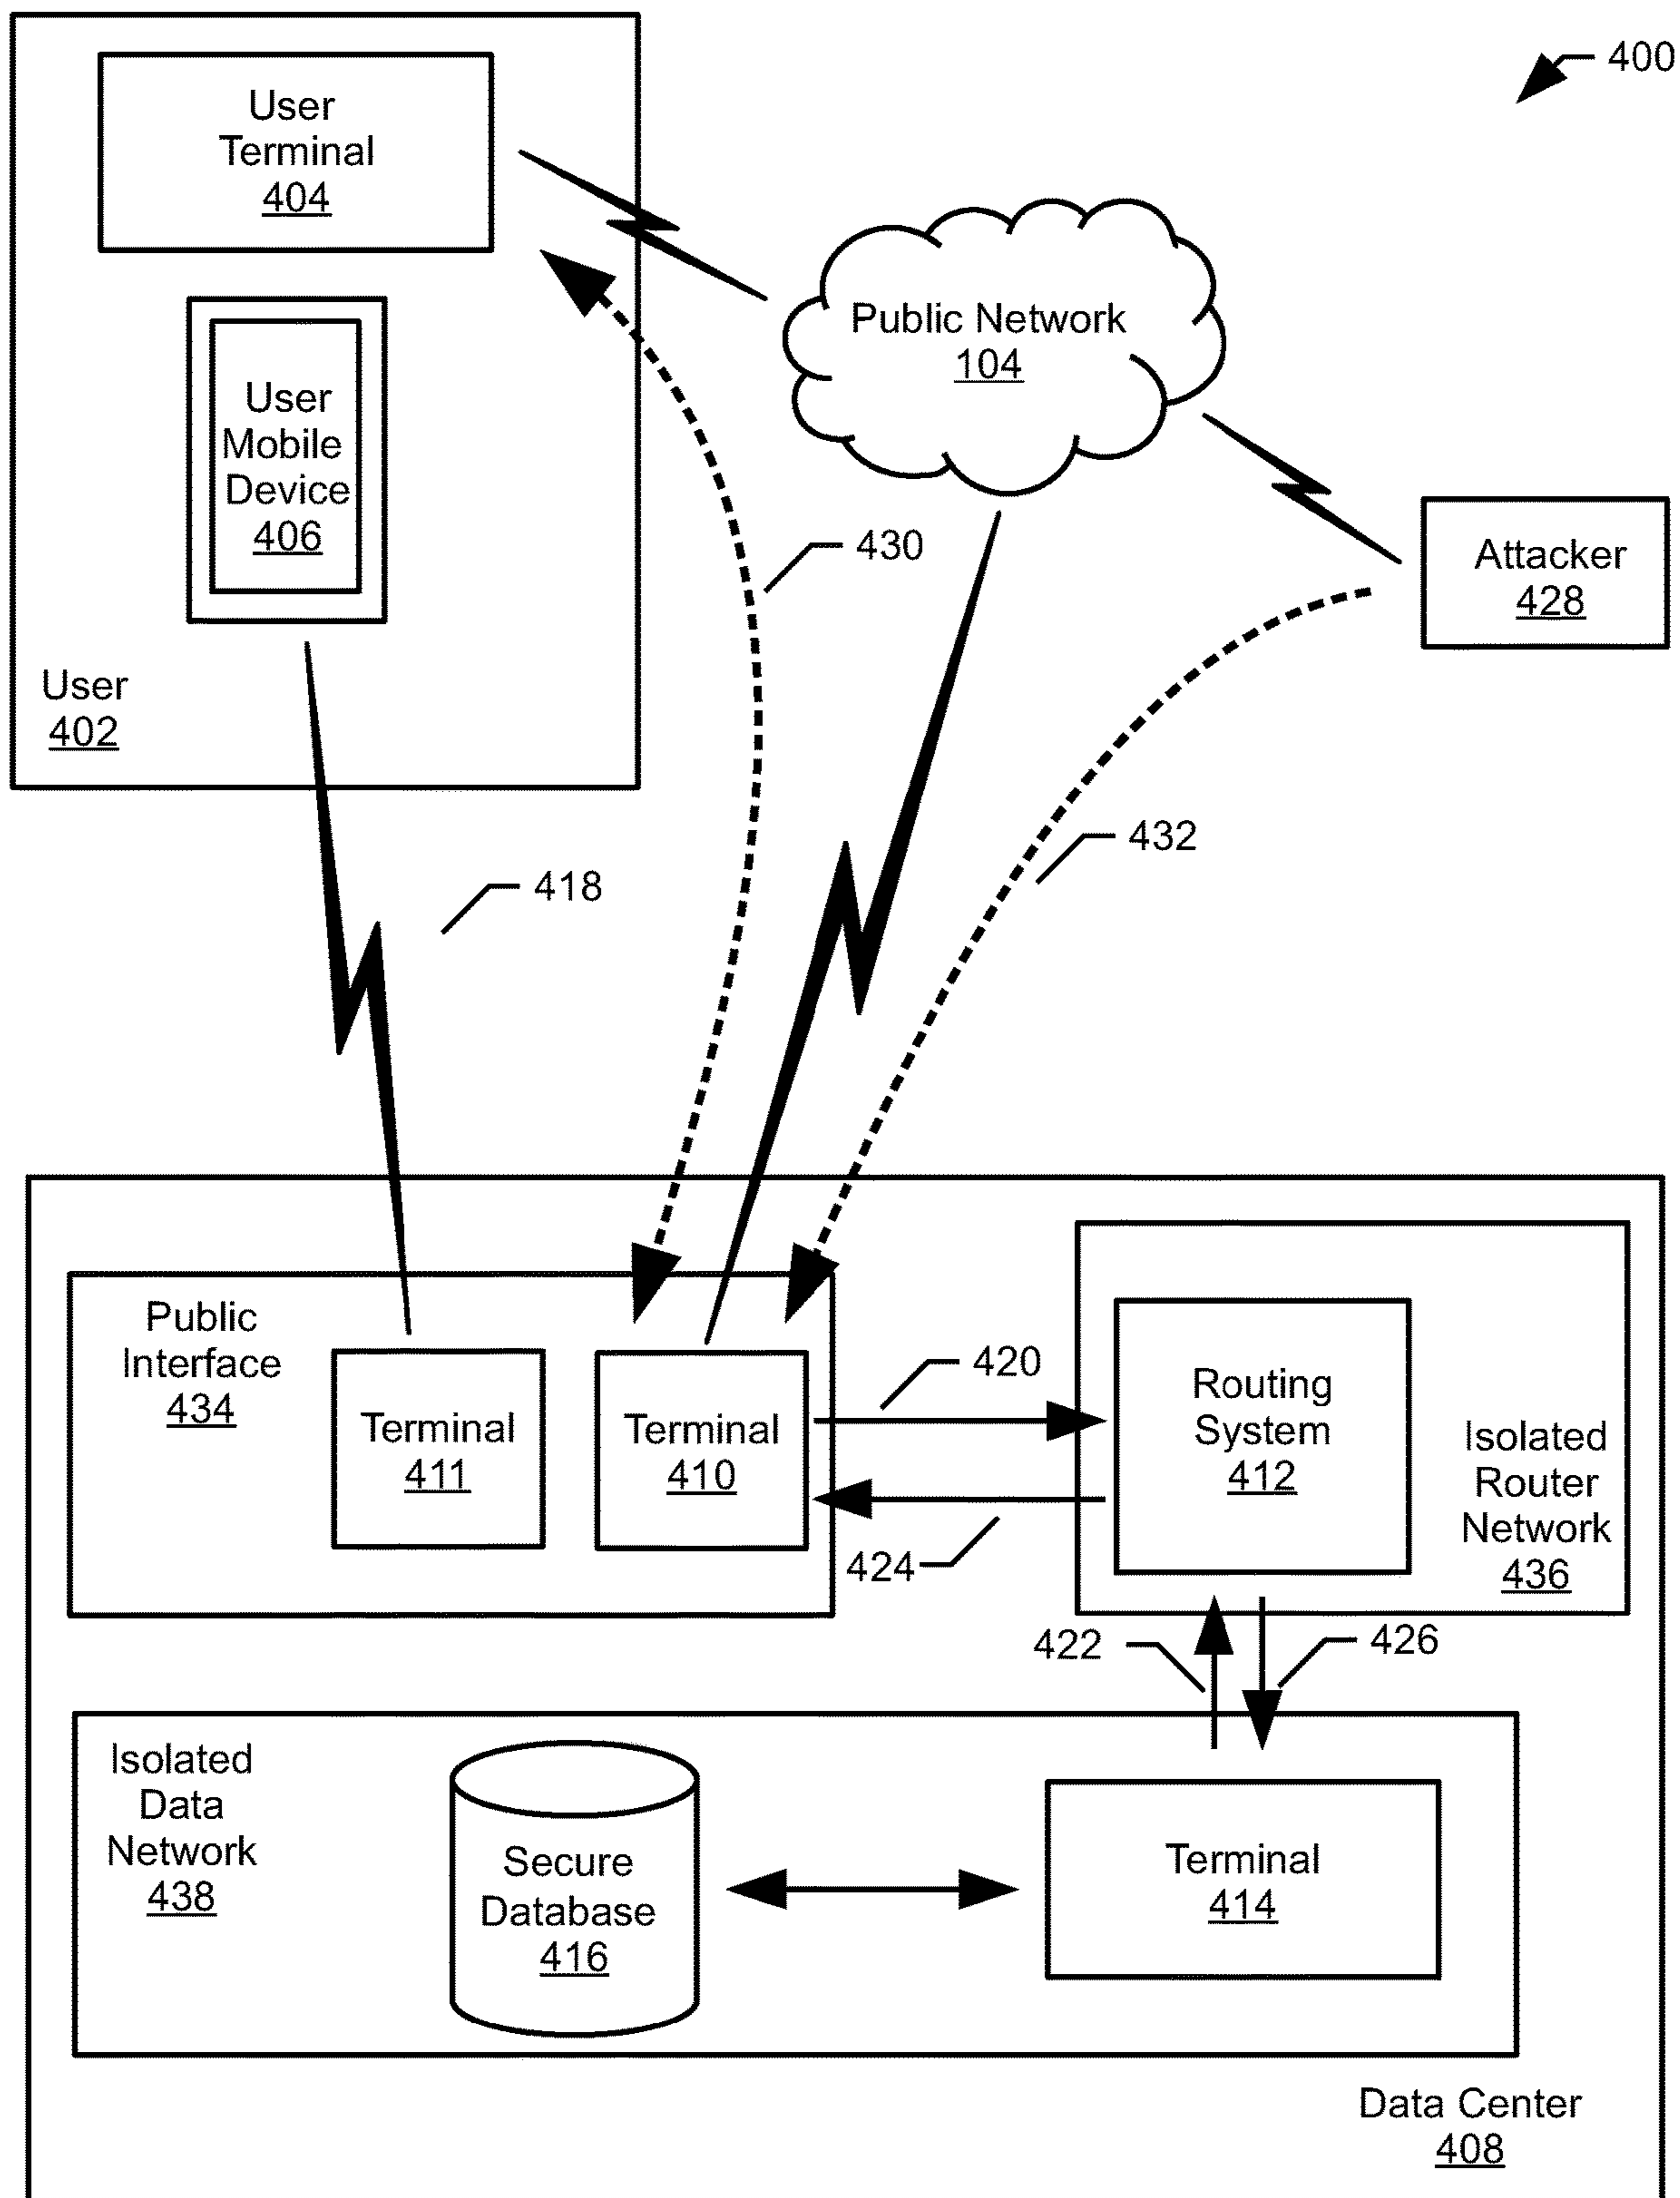 400
User
Terminal
404
Public Network
104
User
Mobile
Device
406
430
Attacker
428
User
402
432
418
Public
Interface
434
Terminal
411
Terminal
410
420
424
Routing
System
412
Isolated
Router
Network
436
422
426
Isolated
Data
Network
438
Secure
Database
416
Terminal
414
Data Center
408